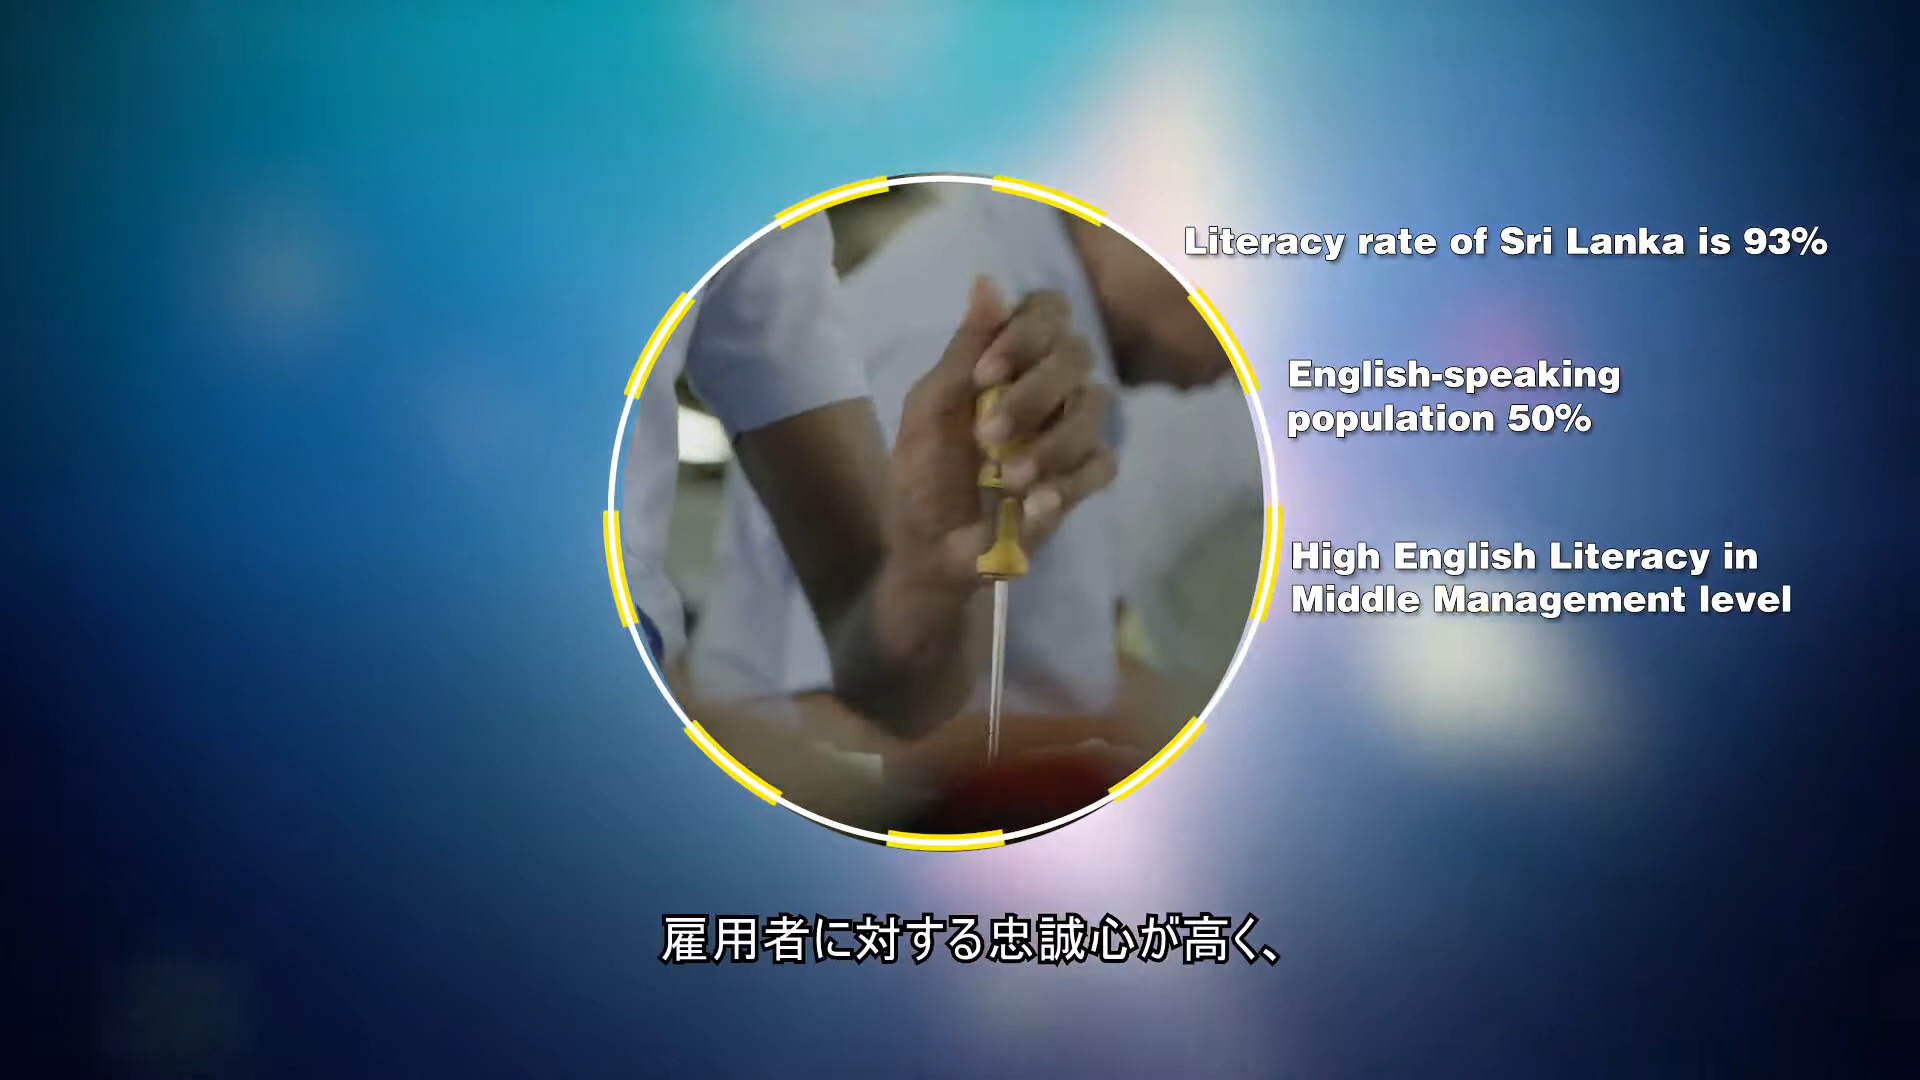 Literacy rate of Sri Lanka is 93%
English-speaking
population 50%
High English Literacy in
Middle Management level
雇用者に対する忠誠心が高く、